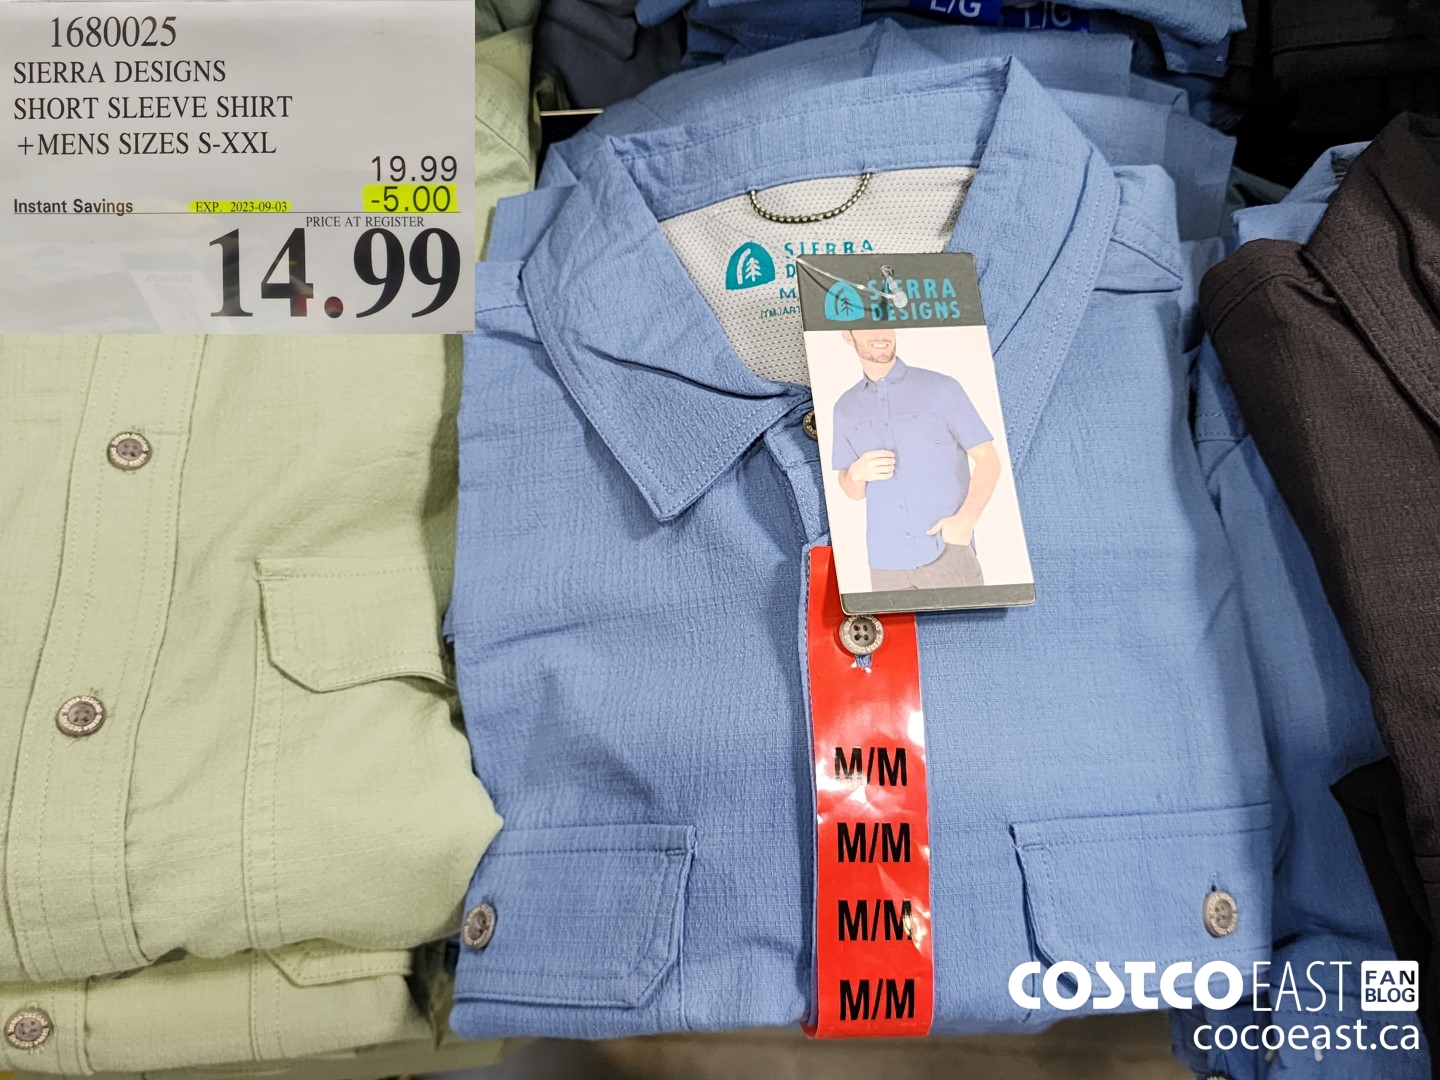 1680025
SIERRA DESIGNS
SHORT SLEEVE SHIRT
+MENS SIZES S-XXL
19.99
Instant Savings EXP. 2023-09-03 -5.00
PRICE AT REGISTER
14.99
L/G L/G
SIERRA
M
SIERRA
DESIGNS
M/M
M/M
M/M
M/M
COSTCO EAST FAN BLOG
cocoeast.ca